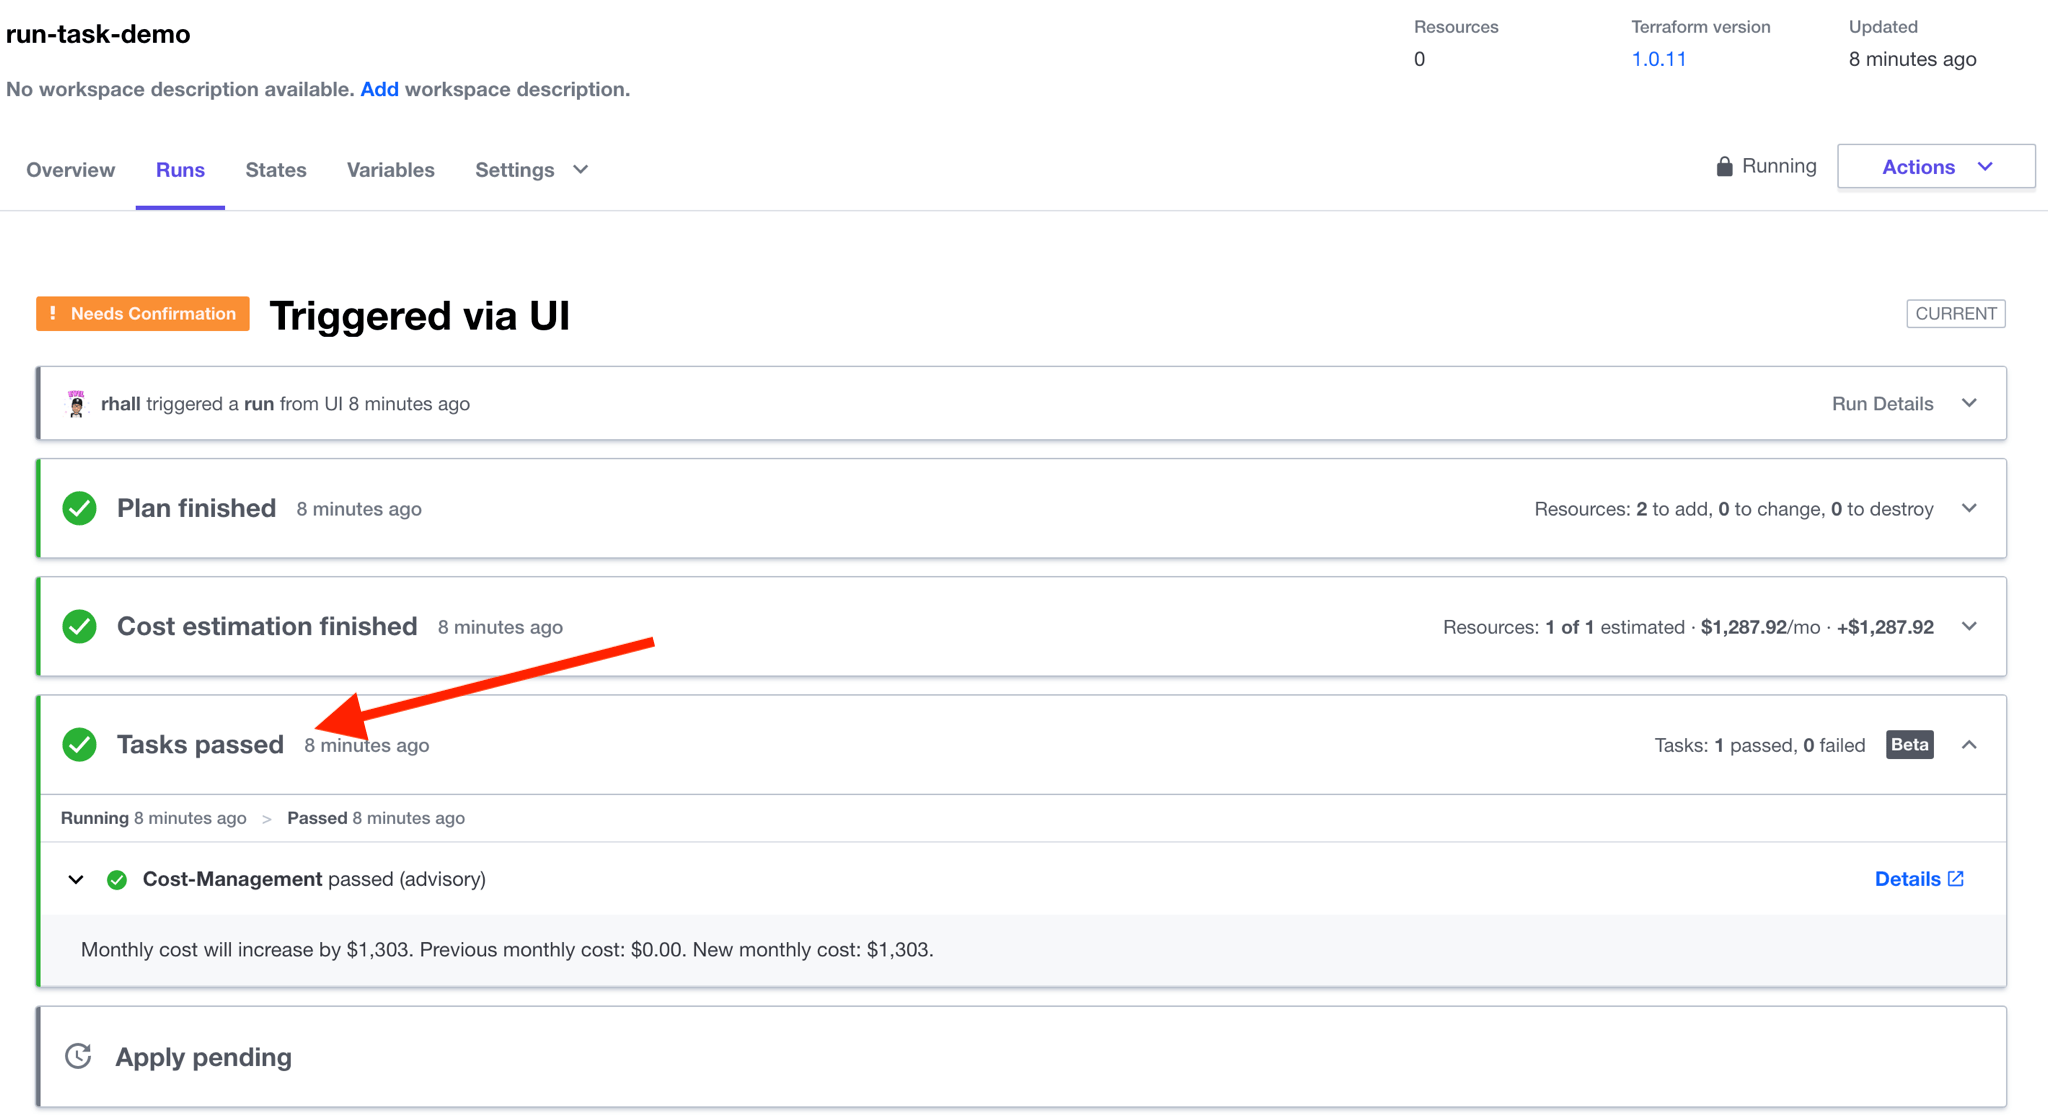 run-task-demo
Resources
Terraform version
Updated
0
1.0.11
8 minutes ago
No workspace description available. Add workspace description.
Overview
Runs
States
Variables
Settings
Running
Actions
! Needs Confirmation
Triggered via UI
CURRENT
rhall triggered a run from UI 8 minutes ago
Run Details
Plan finished 8 minutes ago
Resources: 2 to add, 0 to change, 0 to destroy
Cost estimation finished 8 minutes ago
Resources: 1 of 1 estimated · $1,287.92/mo · +$1,287.92
Tasks passed 8 minutes ago
Tasks: 1 passed, 0 failed
Beta
Running 8 minutes ago > Passed 8 minutes ago
Cost-Management passed (advisory)
Details
Monthly cost will increase by $1,303. Previous monthly cost: $0.00. New monthly cost: $1,303.
Apply pending